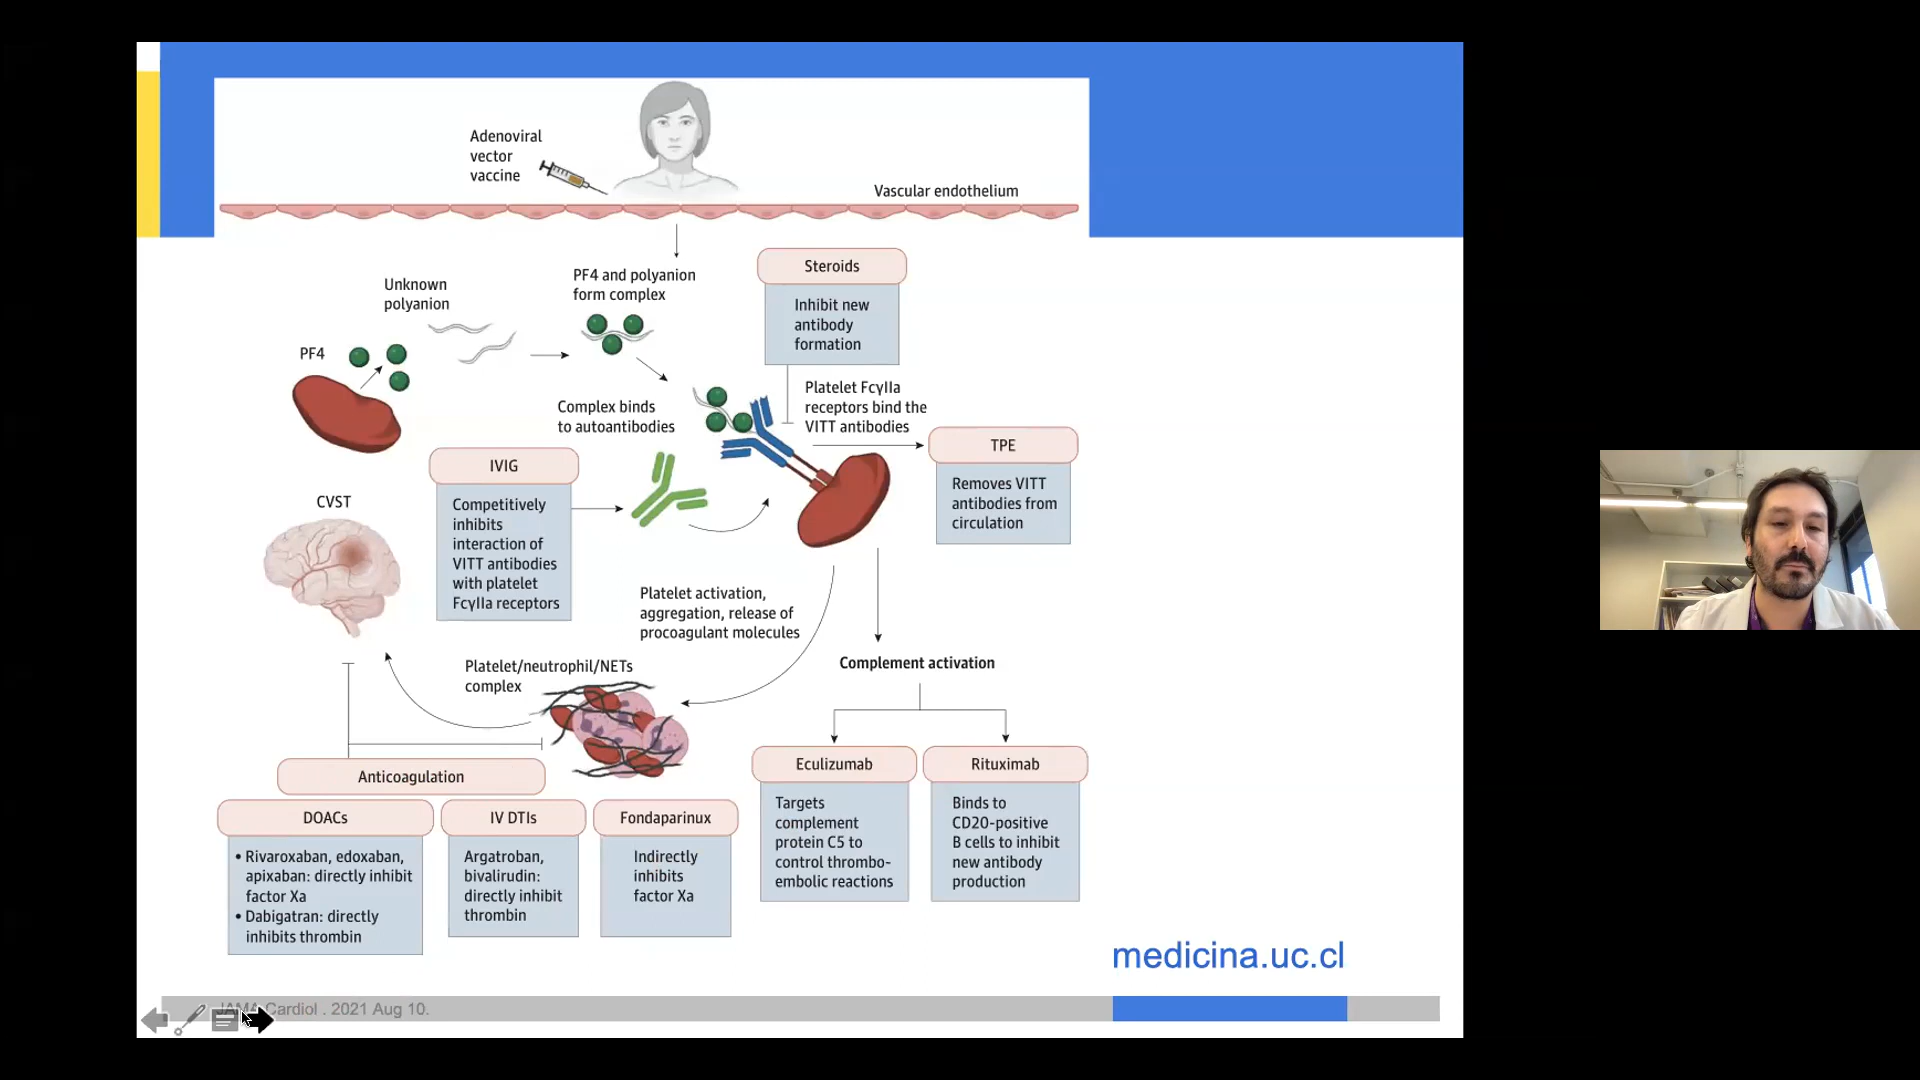 Adenoviral
vector
vaccine
Vascular endothelium
Unknown
polyanion
PF4 and polyanion
form complex
Steroids
Inhibit new
antibody
formation
PF4
Platelet FcγIIa
receptors bind the
VITT antibodies
Complex binds
to autoantibodies
TPE
Removes VITT
antibodies from
circulation
IVIG
Competitively
inhibits
interaction of
VITT antibodies
with platelet
FcγIIa receptors
CVST
Platelet activation,
aggregation, release of
procoagulant molecules
Platelet/neutrophil/NETs
complex
Complement activation
Anticoagulation
DOACs
• Rivaroxaban, edoxaban,
apixaban: directly inhibit
factor Xa
• Dabigatran: directly
inhibits thrombin
IV DTIs
Argatroban,
bivalirudin:
directly inhibit
thrombin
Fondaparinux
Indirectly
inhibits
factor Xa
Eculizumab
Targets
complement
protein C5 to
control thrombo-
embolic reactions
Rituximab
Binds to
CD20-positive
B cells to inhibit
new antibody
production
medicina.uc.cl
JAMA Cardiol . 2021 Aug 10.